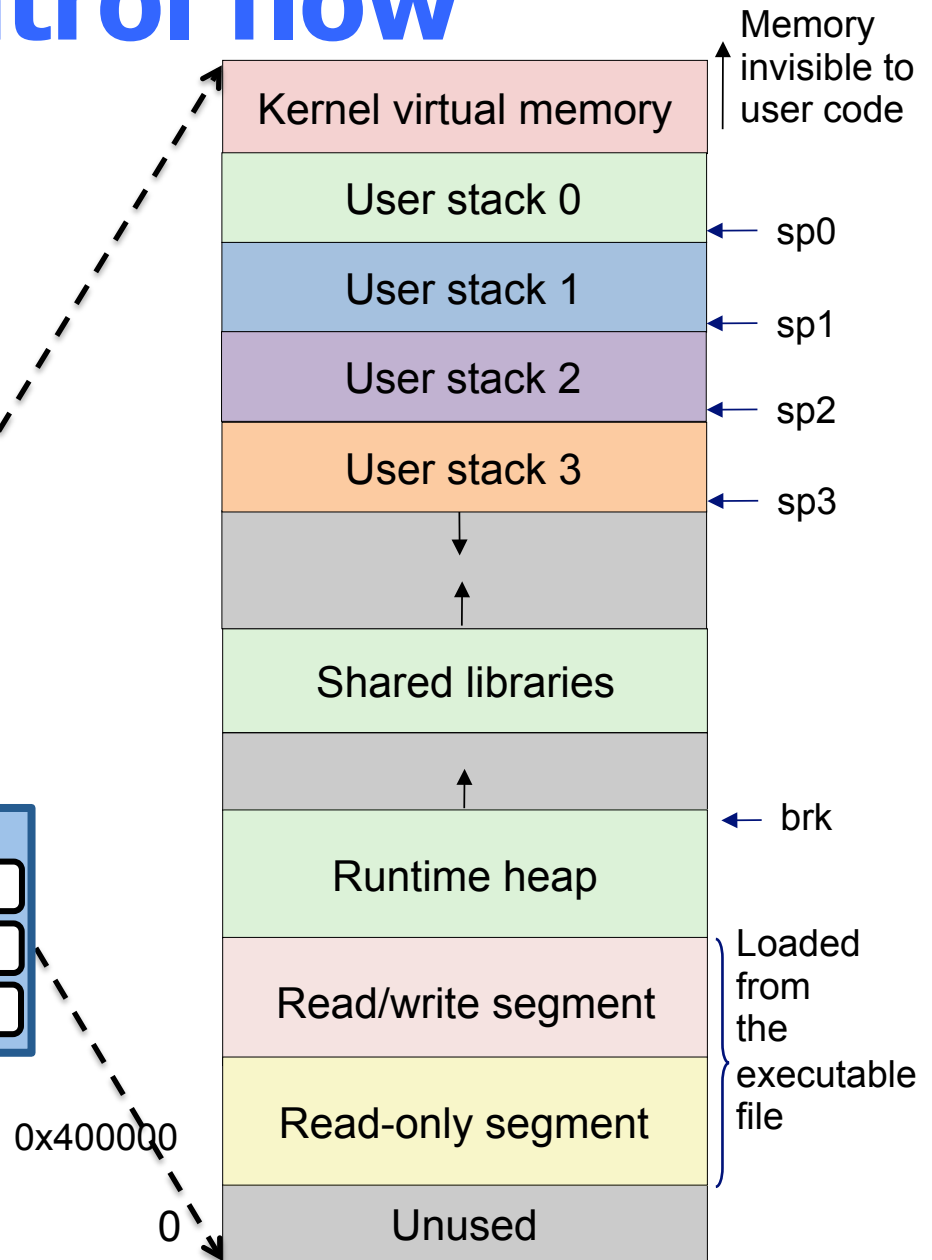 ntrol flow
Memory
invisible to
user code
Kernel virtual memory
User stack 0
sp0
User stack 1
sp1
User stack 2
sp2
User stack 3
sp3
Shared libraries
brk
Runtime heap
Loaded
from
the
executable
file
Read/write segment
Read-only segment
0x400000
0
Unused